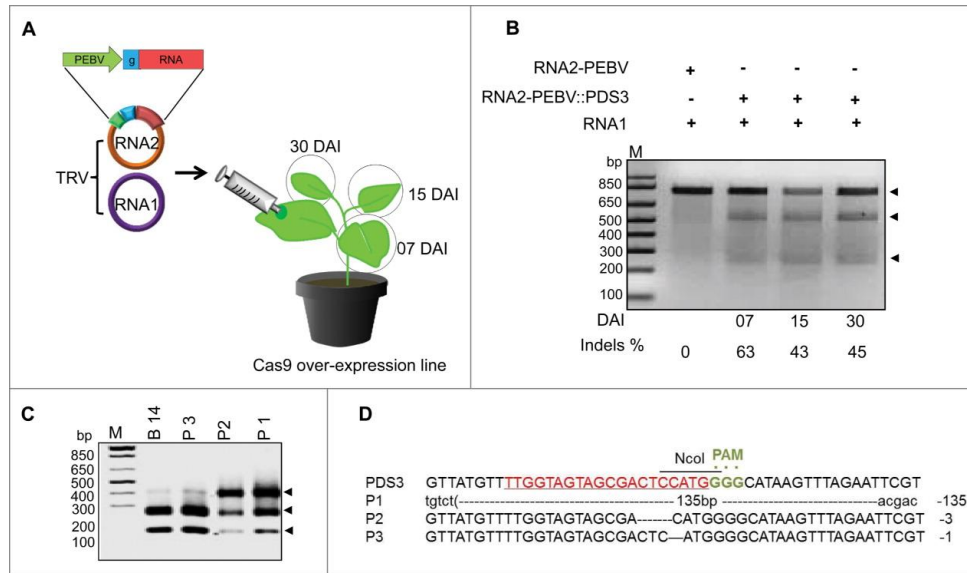 A
PEBV g RNA
RNA2
TRV
RNA1
30 DAI
15 DAI
07 DAI
Cas9 over-expression line
B
RNA2-PEBV + - - -
RNA2-PEBV::PDS3 - + + +
RNA1 + + + +
M
bp
850
650
500
400
300
200
100
DAI 07 15 30
Indels % 0 63 43 45
C
bp M B 14 P 3 P2 P 1
850
650
500
400
300
200
100
D
NcoI PAM
PDS3 GTTATGTTTTGGTAGTAGCGACTCCATGGGGCATAAGTTTAGAATTCGT
P1 tgtct(----------------------------------- 135bp -----------------------------acgac -135
P2 GTTATGTTTTGGTAGTAGCGA-------CATGGGGCATAAGTTTAGAATTCGT -3
P3 GTTATGTTTTGGTAGTAGCGACTC—ATGGGGCATAAGTTTAGAATTCGT -1